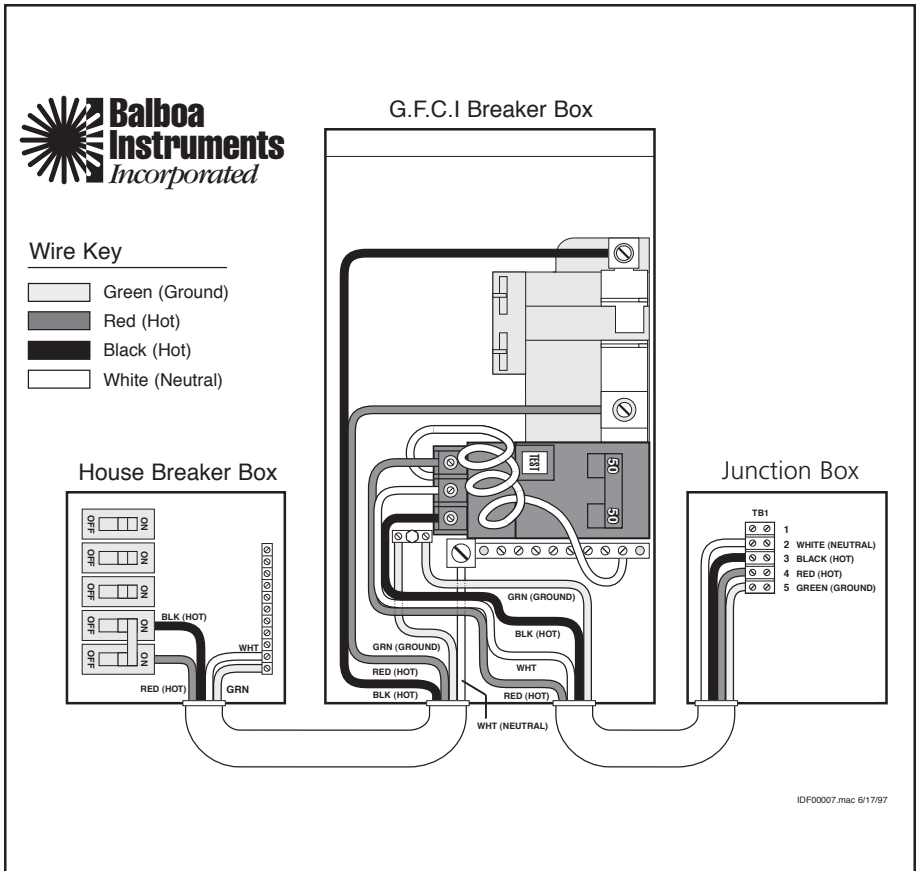 Balboa
Instruments
Incorporated
G.F.C.I Breaker Box
Wire Key
Green (Ground)
Red (Hot)
Black (Hot)
White (Neutral)
House Breaker Box
OFF ON
OFF ON
OFF ON
OFF ON
OFF ON
BLK (HOT)
WHT
RED (HOT)
GRN
TEST
50
50
GRN (GROUND)
BLK (HOT)
GRN (GROUND)
WHT
RED (HOT)
BLK (HOT)
RED (HOT)
WHT (NEUTRAL)
Junction Box
TB1
1
2 WHITE (NEUTRAL)
3 BLACK (HOT)
4 RED (HOT)
5 GREEN (GROUND)
IDF00007.mac 6/17/97